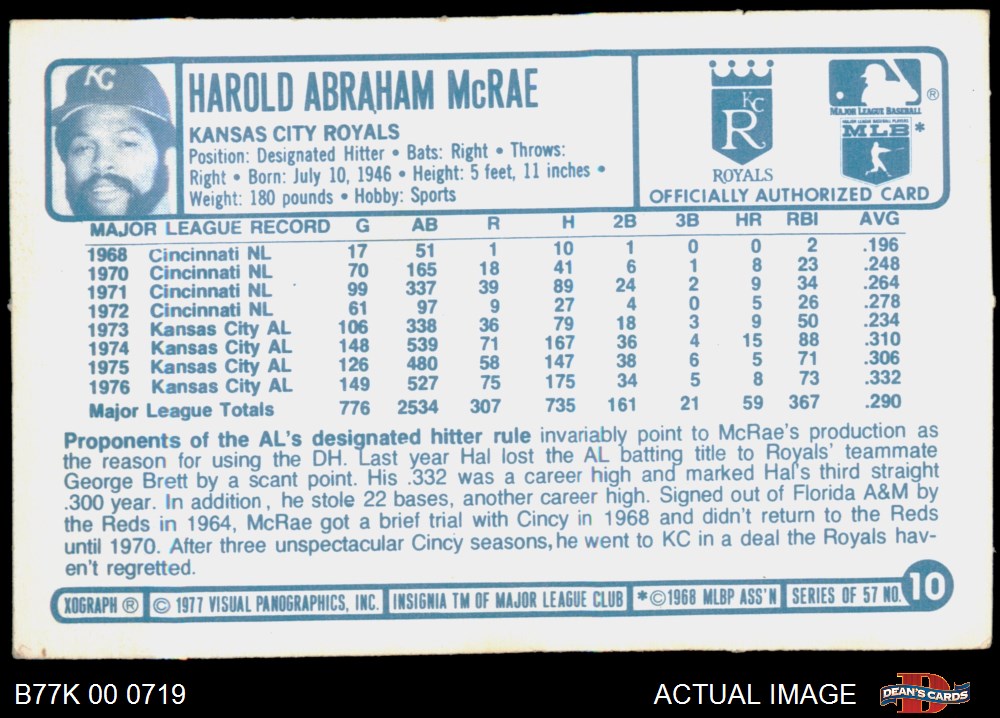 KC
HAROLD ABRAHAM McRAE
KANSAS CITY ROYALS
Position: Designated Hitter • Bats: Right • Throws:
Right • Born: July 10, 1946 • Height: 5 feet, 11 inches •
Weight: 180 pounds • Hobby: Sports
KC
R
ROYALS
MAJOR LEAGUE BASEBALL
®
MAJOR LEAGUE BASEBALL PLAYERS
MLB *
OFFICIALLY AUTHORIZED CARD
MAJOR LEAGUE RECORD G AB R H 2B 3B HR RBI AVG
1968 Cincinnati NL 17 51 1 10 1 0 0 2 .196
1970 Cincinnati NL 70 165 18 41 6 1 8 23 .248
1971 Cincinnati NL 99 337 39 89 24 2 9 34 .264
1972 Cincinnati NL 61 97 9 27 4 0 5 26 .278
1973 Kansas City AL 106 338 36 79 18 3 9 50 .234
1974 Kansas City AL 148 539 71 167 36 4 15 88 .310
1975 Kansas City AL 126 480 58 147 38 6 5 71 .306
1976 Kansas City AL 149 527 75 175 34 5 8 73 .332
Major League Totals 776 2534 307 735 161 21 59 367 .290
Proponents of the AL's designated hitter rule invariably point to McRae's production as
the reason for using the DH. Last year Hal lost the AL batting title to Royals' teammate
George Brett by a scant point. His .332 was a career high and marked Hal's third straight
.300 year. In addition, he stole 22 bases, another career high. Signed out of Florida A&M by
the Reds in 1964, McRae got a brief trial with Cincy in 1968 and didn't return to the Reds
until 1970. After three unspectacular Cincy seasons, he went to KC in a deal the Royals hav-
en't regretted.
XOGRAPH ® © 1977 VISUAL PANOGRAPHICS, INC. INSIGNIA TM OF MAJOR LEAGUE CLUB *©1968 MLBP ASS'N SERIES OF 57 NO. 10
B77K 00 0719
ACTUAL IMAGE
DEAN'S CARDS